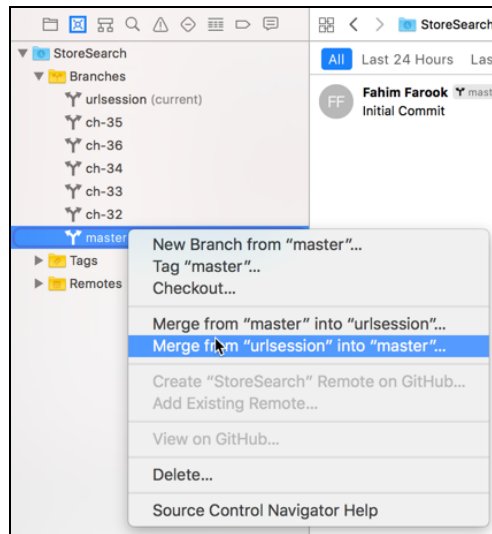 StoreSearch
StoreSearch
All Last 24 Hours Las
Branches
urlsession (current)
FF
Fahim Farook mast
Initial Commit
ch-35
ch-36
ch-34
ch-33
ch-32
master
Tags
Remotes
New Branch from “master”...
Tag “master”...
Checkout...
Merge from “master” into “urlsession”...
Merge from “urlsession” into “master”...
Create “StoreSearch” Remote on GitHub...
Add Existing Remote...
View on GitHub...
Delete...
Source Control Navigator Help